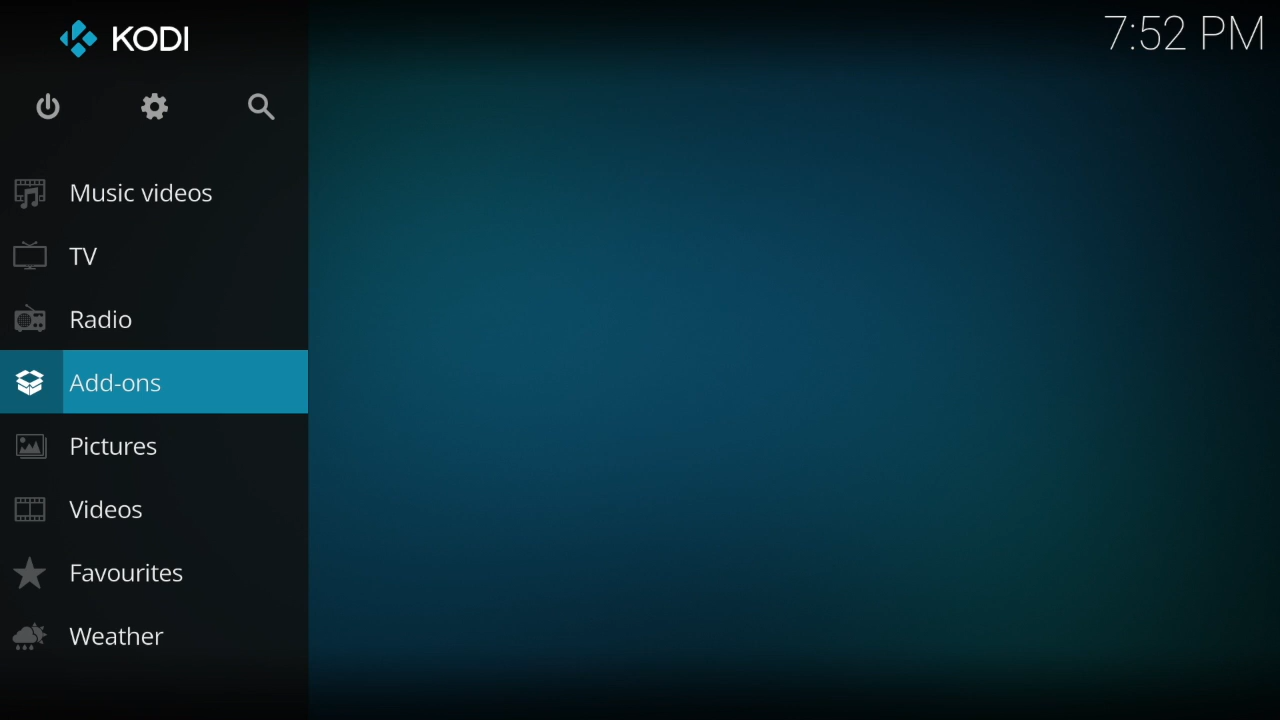 KODI
7:52 PM
Music videos
TV
Radio
Add-ons
Pictures
Videos
Favourites
Weather